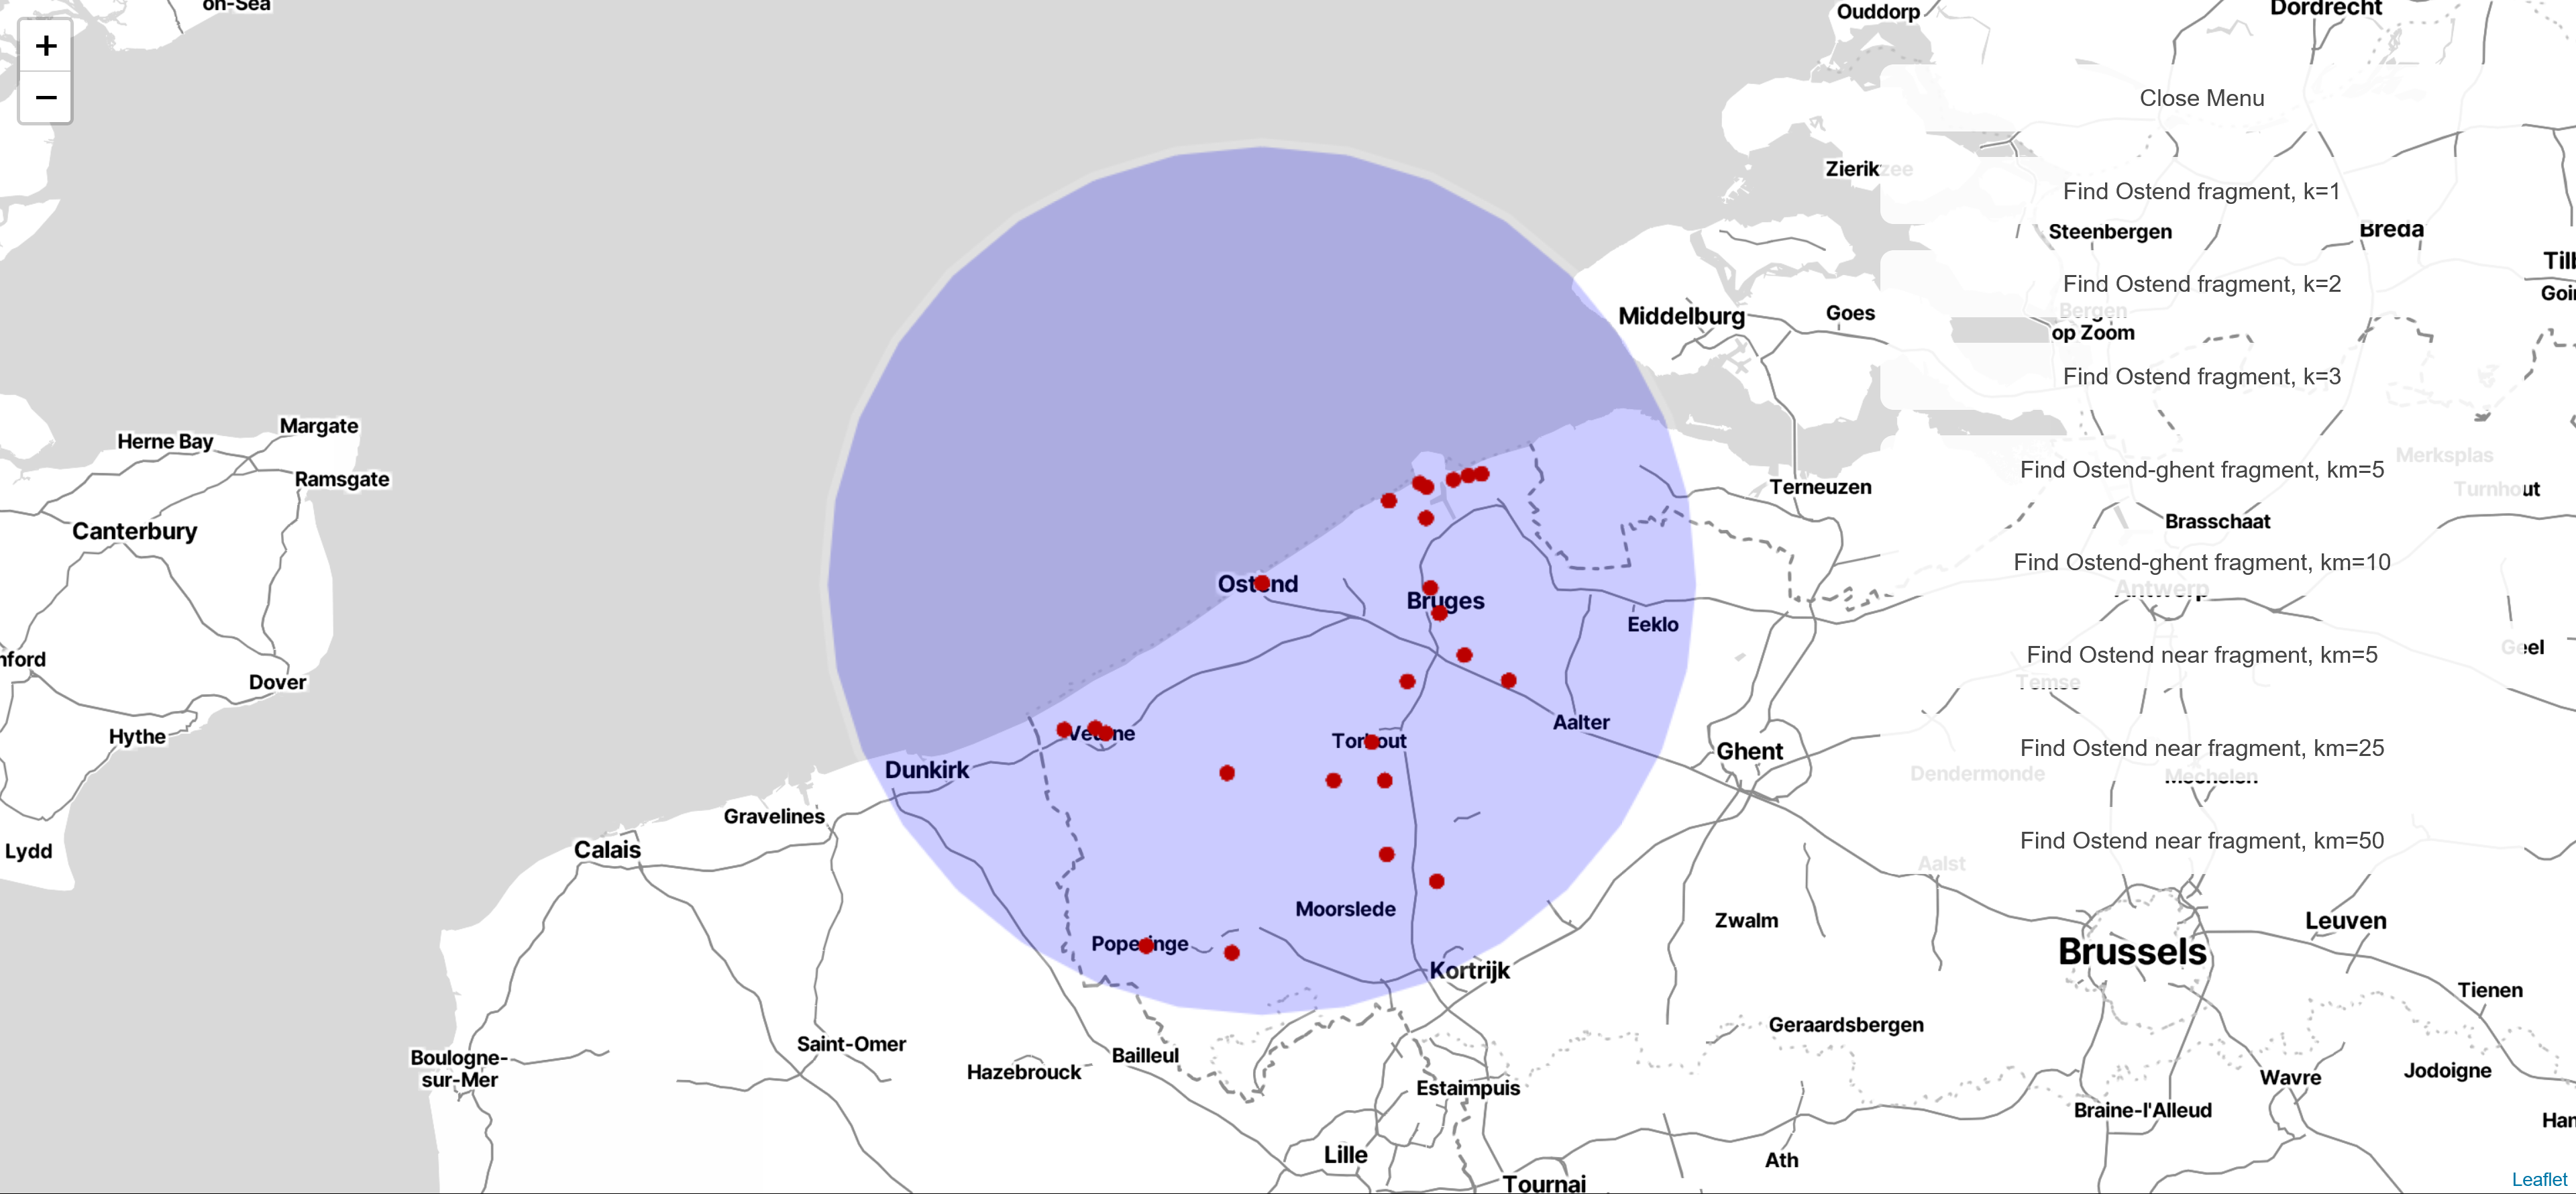 on-Sea
Ouddorp
Dordrecht
+
−
Close Menu
Zierikzee
Find Ostend fragment, k=1
Steenbergen
Breda
Find Ostend fragment, k=2
Bergen
op Zoom
Middelburg
Goes
Find Ostend fragment, k=3
Margate
Herne Bay
Ramsgate
Merksplas
Find Ostend-ghent fragment, km=5
Terneuzen
Turnhout
Canterbury
Brasschaat
Find Ostend-ghent fragment, km=10
Ostend
Antwerp
Bruges
Eeklo
Geel
Find Ostend near fragment, km=5
Dover
Temse
Aalter
Hythe
Veurne
Torhout
Ghent
Find Ostend near fragment, km=25
Dunkirk
Dendermonde
Mechelen
Gravelines
Calais
Lydd
Find Ostend near fragment, km=50
Aalst
Moorslede
Zwalm
Leuven
Poperinge
Brussels
Kortrijk
Tienen
Geraardsbergen
Saint-Omer
Bailleul
Boulogne-
sur-Mer
Hazebrouck
Jodoigne
Wavre
Estaimpuis
Braine-l'Alleud
Lille
Ath
Tournai
Leaflet